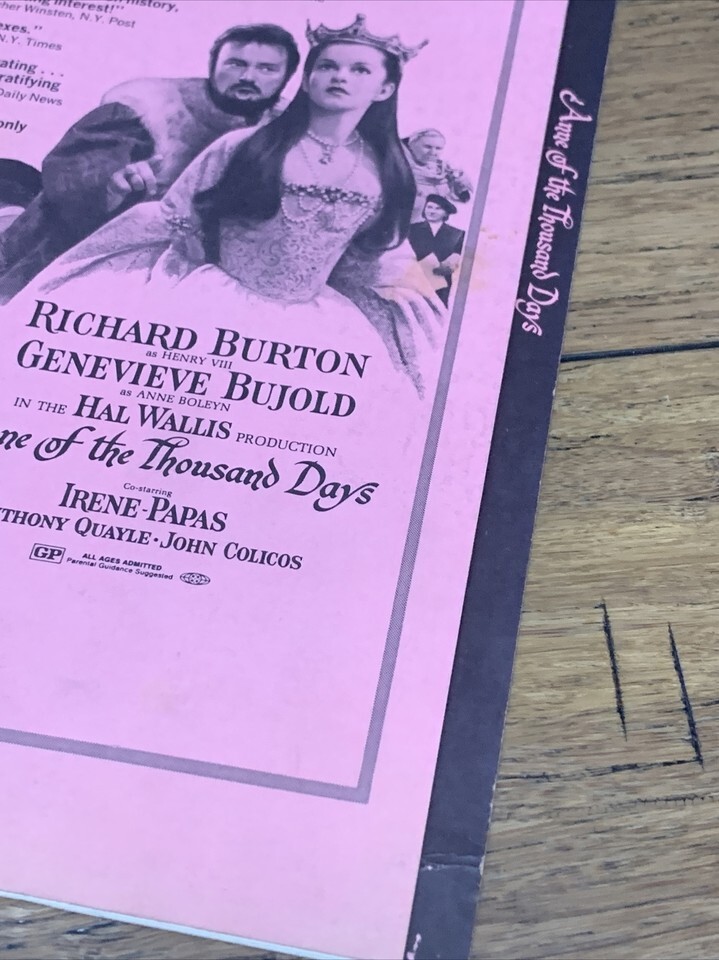 interest!"
history,
her Winsten, N.Y. Post
exes."
N.Y. Times
ating . . .
ratifying
Daily News
only
RICHARD BURTON
as HENRY VIII
GENEVIEVE BUJOLD
as ANNE BOLEYN
IN THE HAL WALLIS PRODUCTION
ne of the Thousand Days
Co-starring
IRENE PAPAS
THONY QUAYLE • JOHN COLICOS
GP ALL AGES ADMITTED
Parental Guidance Suggested
Anne of the Thousand Days